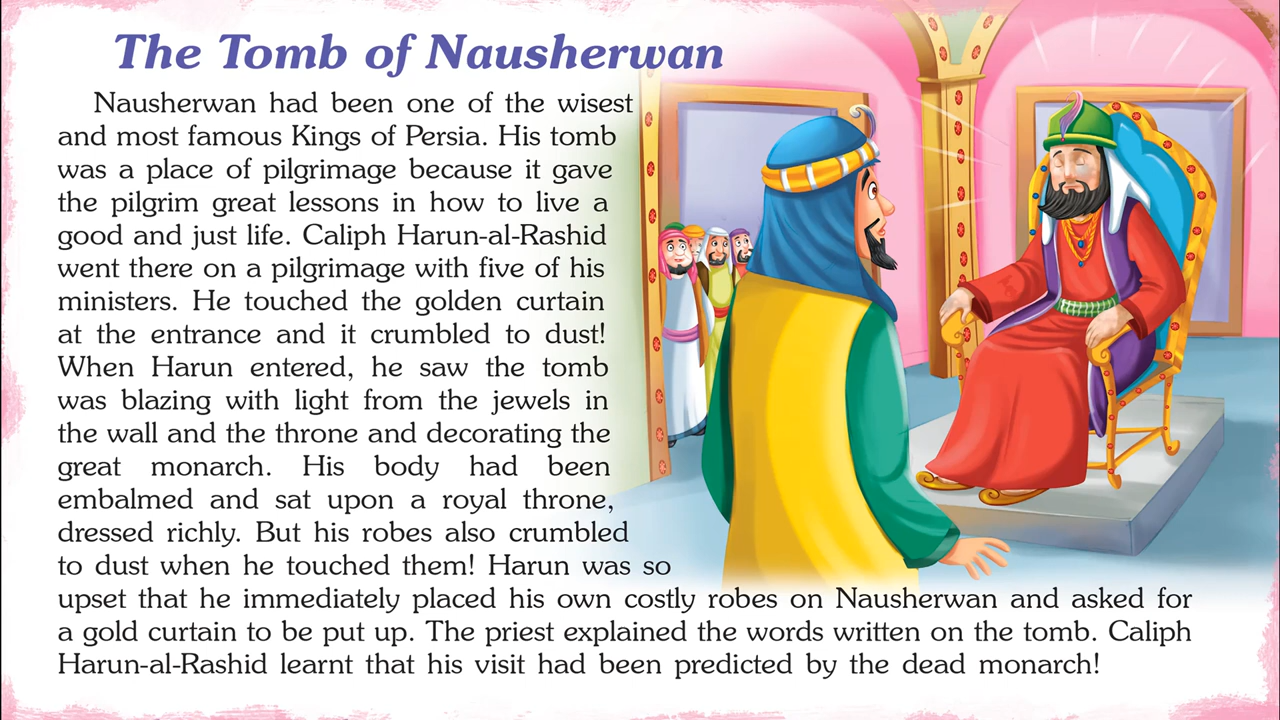 The Tomb of Nausherwan
Nausherwan had been one of the wisest
and most famous Kings of Persia. His tomb
was a place of pilgrimage because it gave
the pilgrim great lessons in how to live a
good and just life. Caliph Harun-al-Rashid
went there on a pilgrimage with five of his
ministers. He touched the golden curtain
at the entrance and it crumbled to dust!
When Harun entered, he saw the tomb
was blazing with light from the jewels in
the wall and the throne and decorating the
great monarch. His body had been
embalmed and sat upon a royal throne,
dressed richly. But his robes also crumbled
to dust when he touched them! Harun was so
upset that he immediately placed his own costly robes on Nausherwan and asked for
a gold curtain to be put up. The priest explained the words written on the tomb. Caliph
Harun-al-Rashid learnt that his visit had been predicted by the dead monarch!